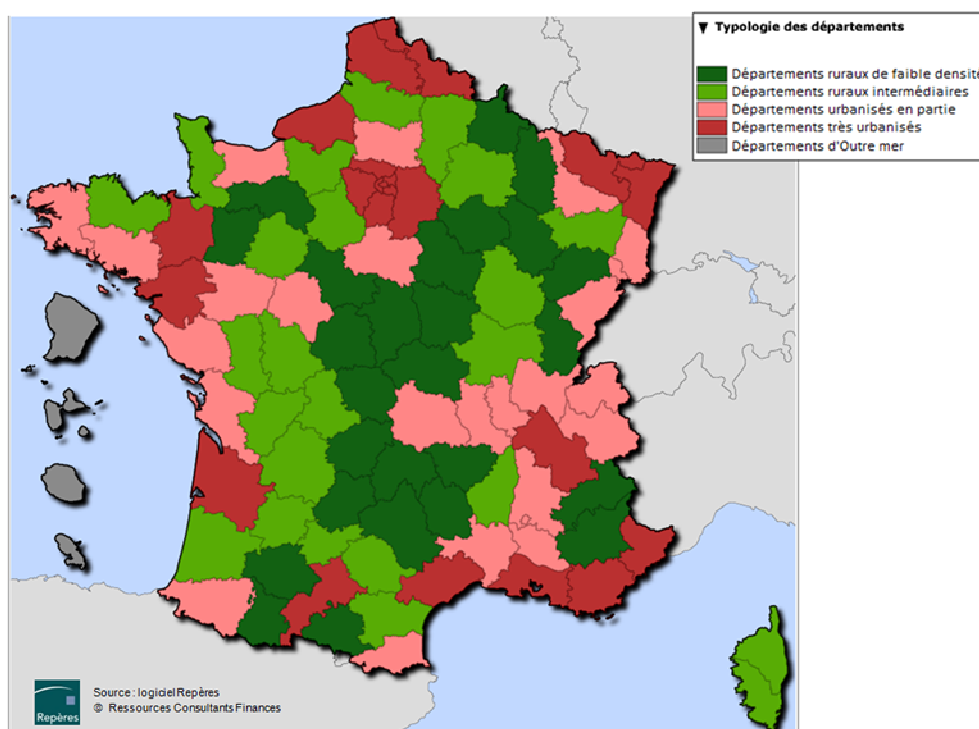 ▼ Typologie des départements
Départements ruraux de faible densité
Départements ruraux intermédiaires
Départements urbanisés en partie
Départements très urbanisés
Départements d'Outre mer
Repères
Source : logiciel Repères
© Ressources Consultants Finances